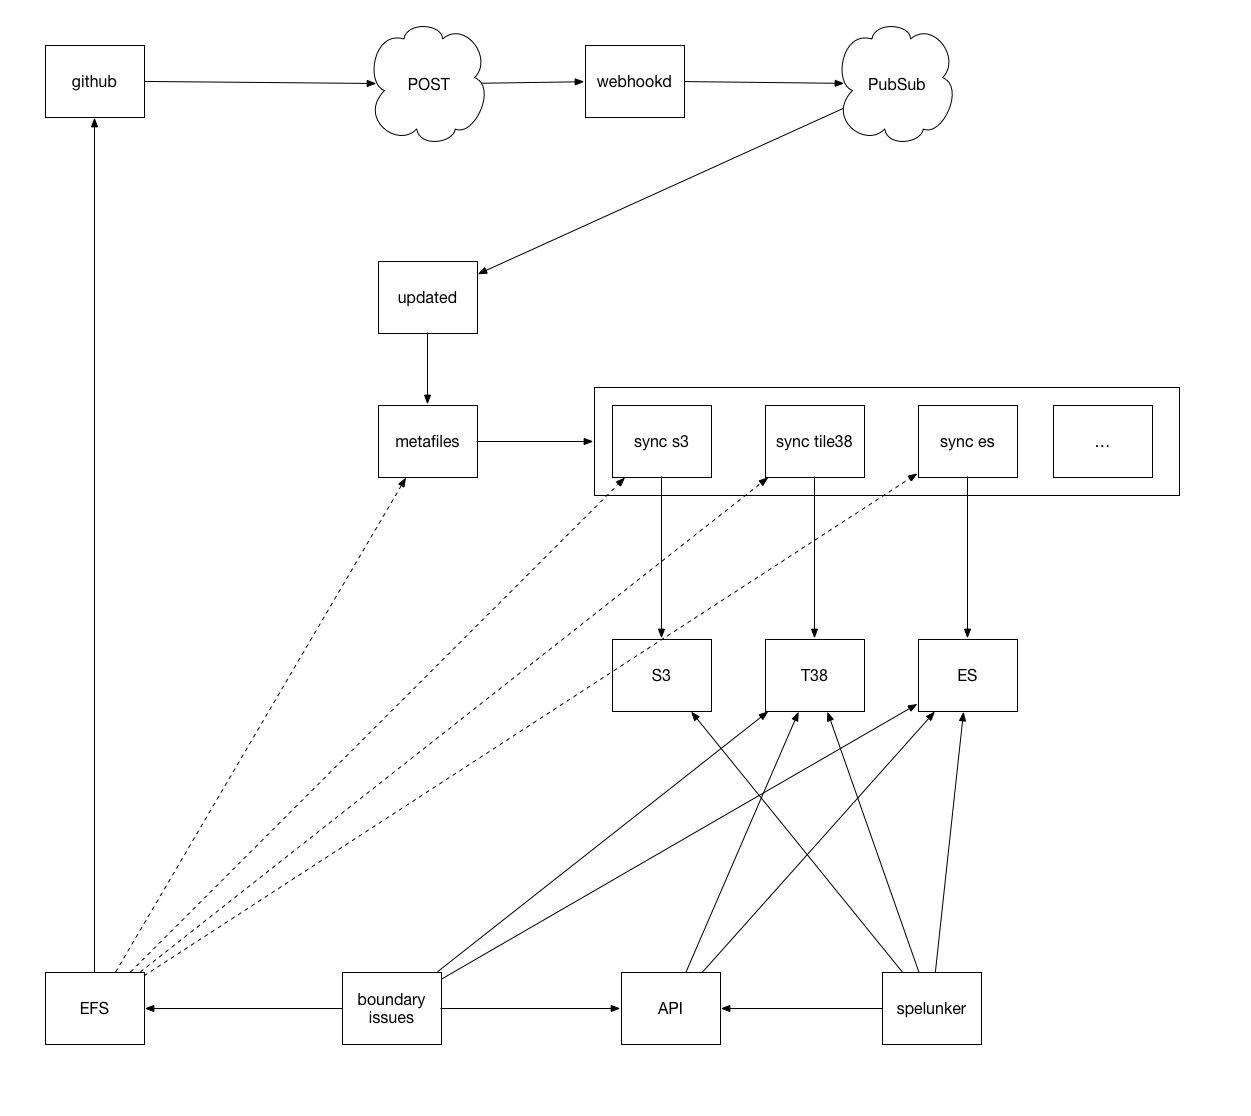 github
POST
webhookd
PubSub
updated
metafiles
sync s3
sync tile38
sync es
...
S3
T38
ES
EFS
boundary
issues
API
spelunker